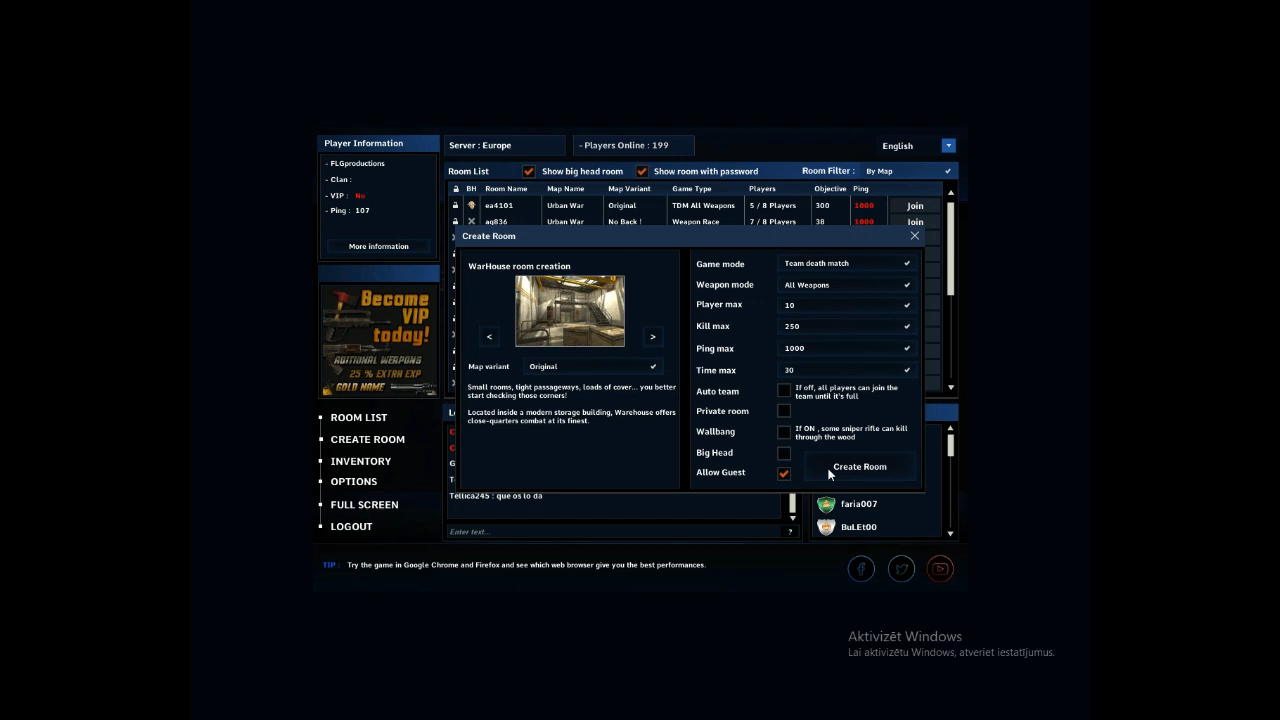 Player Information
- FLGproductions
- Clan :
- VIP : No
- Ping : 107
More information
Become
VIP
today!
ADITIONAL WEAPONS
25 % EXTRA EXP
GOLD NAME
ROOM LIST
CREATE ROOM
INVENTORY
OPTIONS
FULL SCREEN
LOGOUT
Server : Europe
- Players Online : 199
English
Room List
Show big head room
Show room with password
Room Filter :
By Map
BH Room Name Map Name Map Variant Game Type Players Objective Ping
ea4101 Urban War Original TDM All Weapons 5 / 8 Players 300 1000 Join
aq836 Urban War No Back ! Weapon Race 7 / 8 Players 38 1000 Join
Create Room
WarHouse room creation
<
>
Map variant Original
Small rooms, tight passageways, loads of cover... you better
start checking those corners!
Located inside a modern storage building, Warehouse offers
close-quarters combat at its finest.
Game mode Team death match
Weapon mode All Weapons
Player max 10
Kill max 250
Ping max 1000
Time max 30
Auto team If off, all players can join the
team until it's full
Private room
Wallbang If ON , some sniper rifle can kill
through the wood
Big Head
Allow Guest
Create Room
Tellica245 : que os lo da
Enter text...
?
faria007
BuLEt00
TIP : Try the game in Google Chrome and Firefox and see which web browser give you the best performances.
Aktivizēt Windows
Lai aktivizētu Windows, atveriet iestatījumus.